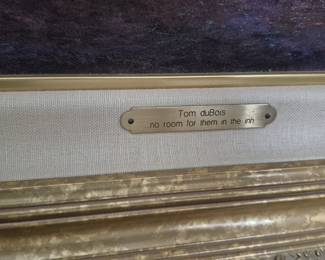 Tom duBois
...no room for them in the inn